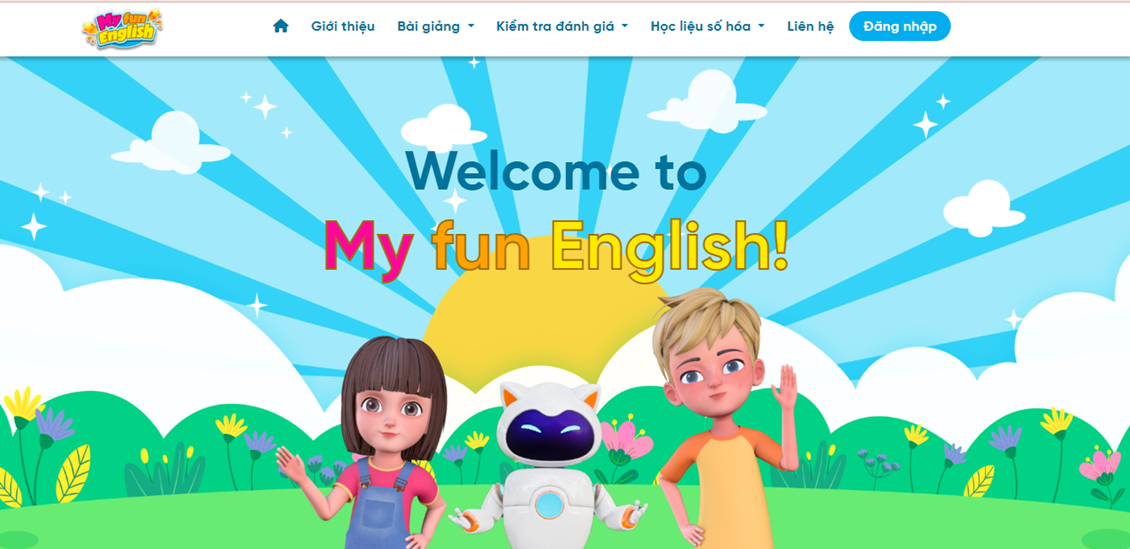 My fun
English
Giới thiệu Bài giảng Kiểm tra đánh giá Học liệu số hóa Liên hệ Đăng nhập
Welcome to
My fun English!